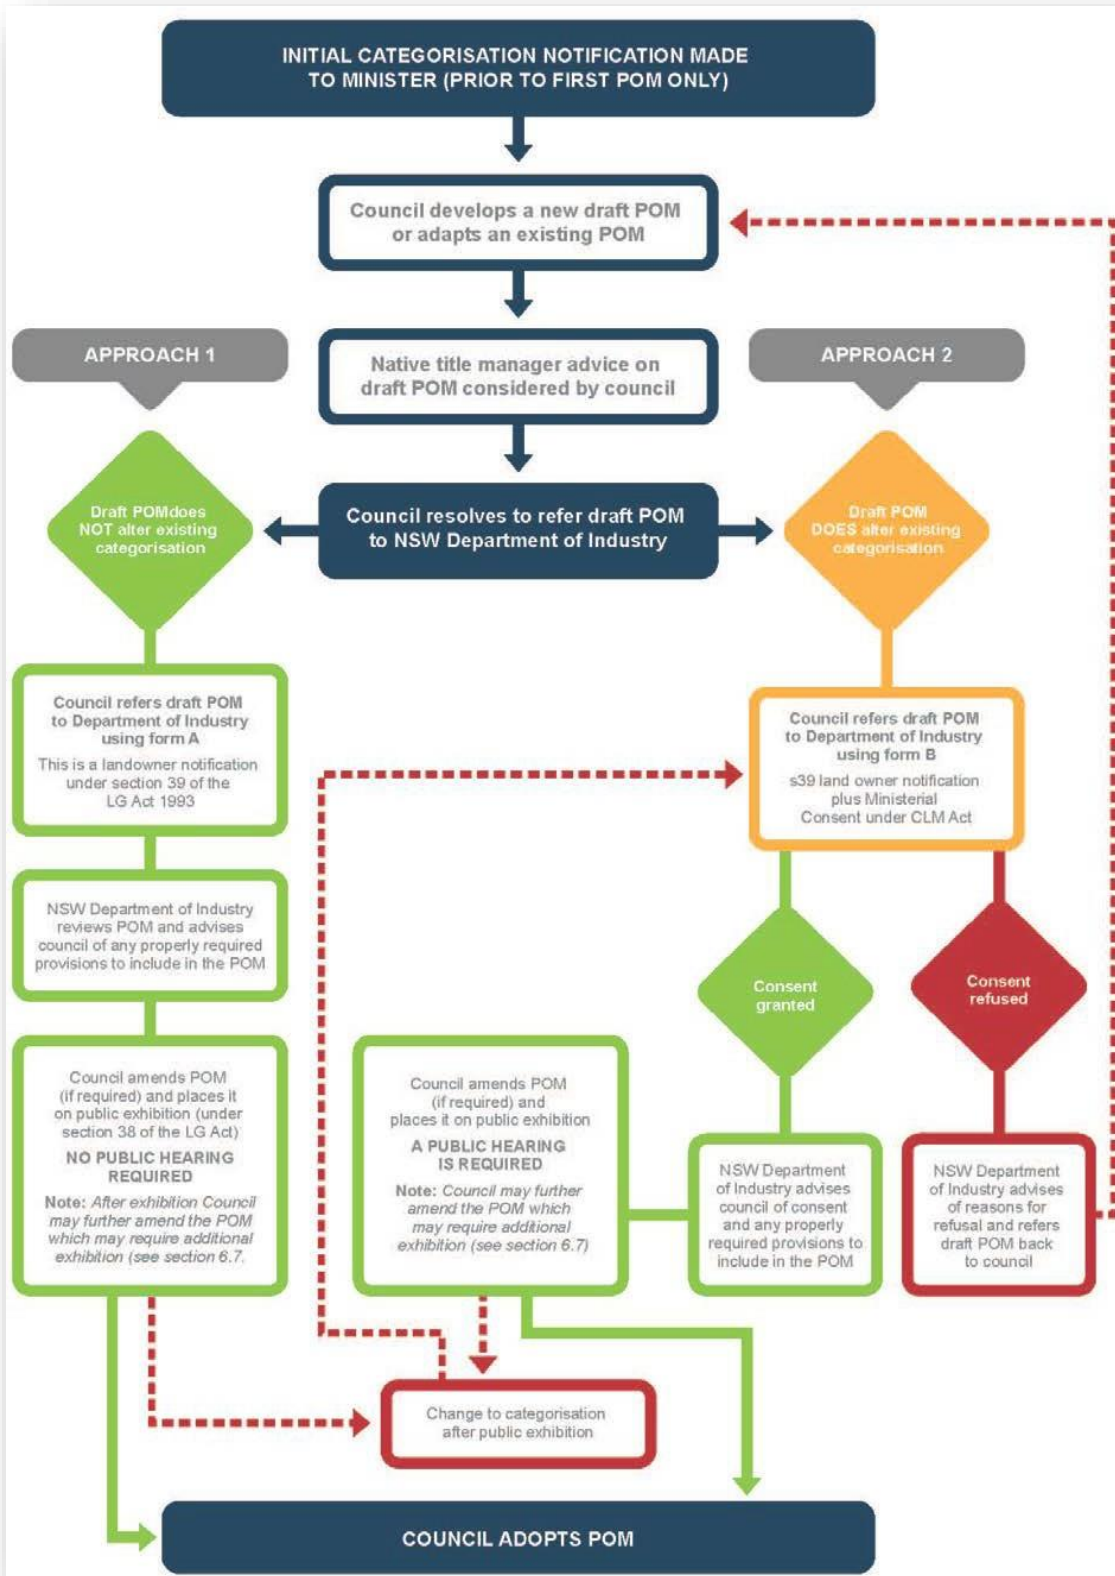 INITIAL CATEGORISATION NOTIFICATION MADE
TO MINISTER (PRIOR TO FIRST POM ONLY)
Council develops a new draft POM
or adapts an existing POM
APPROACH 1
Native title manager advice on
draft POM considered by council
APPROACH 2
Draft POMdoes
NOT alter existing
categorisation
Council resolves to refer draft POM
to NSW Department of Industry
Draft POM
DOES alter existing
categorisation
Council refers draft POM
to Department of Industry
using form A
This is a landowner notification
under section 39 of the
LG Act 1993
Council refers draft POM
to Department of Industry
using form B
s39 land owner notification
plus Ministerial
Consent under CLM Act
NSW Department of Industry
reviews POM and advises
council of any properly required
provisions to include in the POM
Consent
granted
Consent
refused
Council amends POM
(if required) and places it
on public exhibition (under
section 38 of the LG Act)
NO PUBLIC HEARING
REQUIRED
Note: After exhibition Council
may further amend the POM
which may require additional
exhibition (see section 6.7.
Council amends POM
(if required) and
places it on public exhibition
A PUBLIC HEARING
IS REQUIRED
Note: Council may further
amend the POM which
may require additional
exhibition (see section 6.7)
NSW Department
of Industry advises
council of consent
and any properly
required provisions to
include in the POM
NSW Department
of Industry advises
of reasons for
refusal and refers
draft POM back
to council
Change to categorisation
after public exhibition
COUNCIL ADOPTS POM